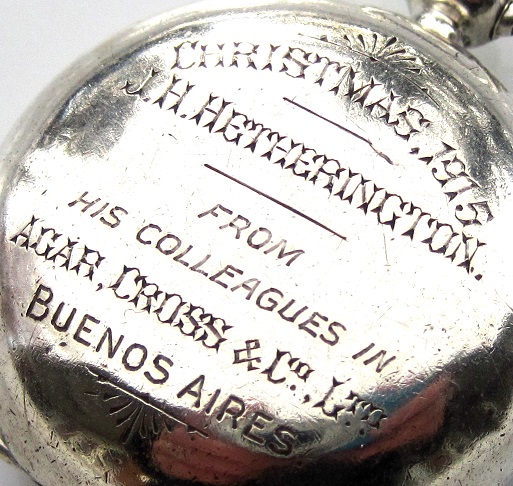 CHRISTMAS, 1915
J. H. HETHERINGTON.
FROM
HIS COLLEAGUES IN
AGAR, CROSS & Co., LTD.
BUENOS AIRES